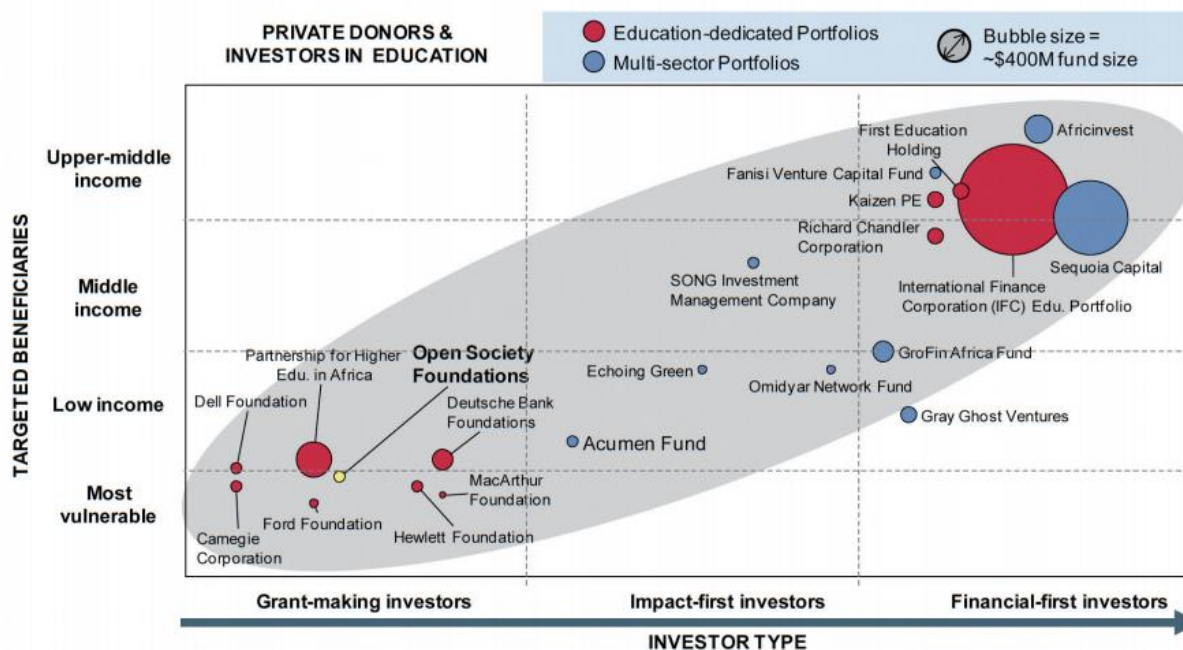 PRIVATE DONORS &
INVESTORS IN EDUCATION
Education-dedicated Portfolios
Multi-sector Portfolios
Bubble size =
~$400M fund size
TARGETED BENEFICIARIES
Upper-middle
income
Middle
income
Low income
Most
vulnerable
First Education
Holding
Africinvest
Fanisi Venture Capital Fund
Kaizen PE
Richard Chandler
Corporation
SONG Investment
Management Company
Sequoia Capital
International Finance
Corporation (IFC) Edu. Portfolio
Partnership for Higher
Edu. in Africa
Open Society
Foundations
Echoing Green
GroFin Africa Fund
Omidyar Network Fund
Dell Foundation
Deutsche Bank
Foundations
Gray Ghost Ventures
Acumen Fund
MacArthur
Foundation
Ford Foundation
Hewlett Foundation
Carnegie
Corporation
Grant-making investors
Impact-first investors
Financial-first investors
INVESTOR TYPE